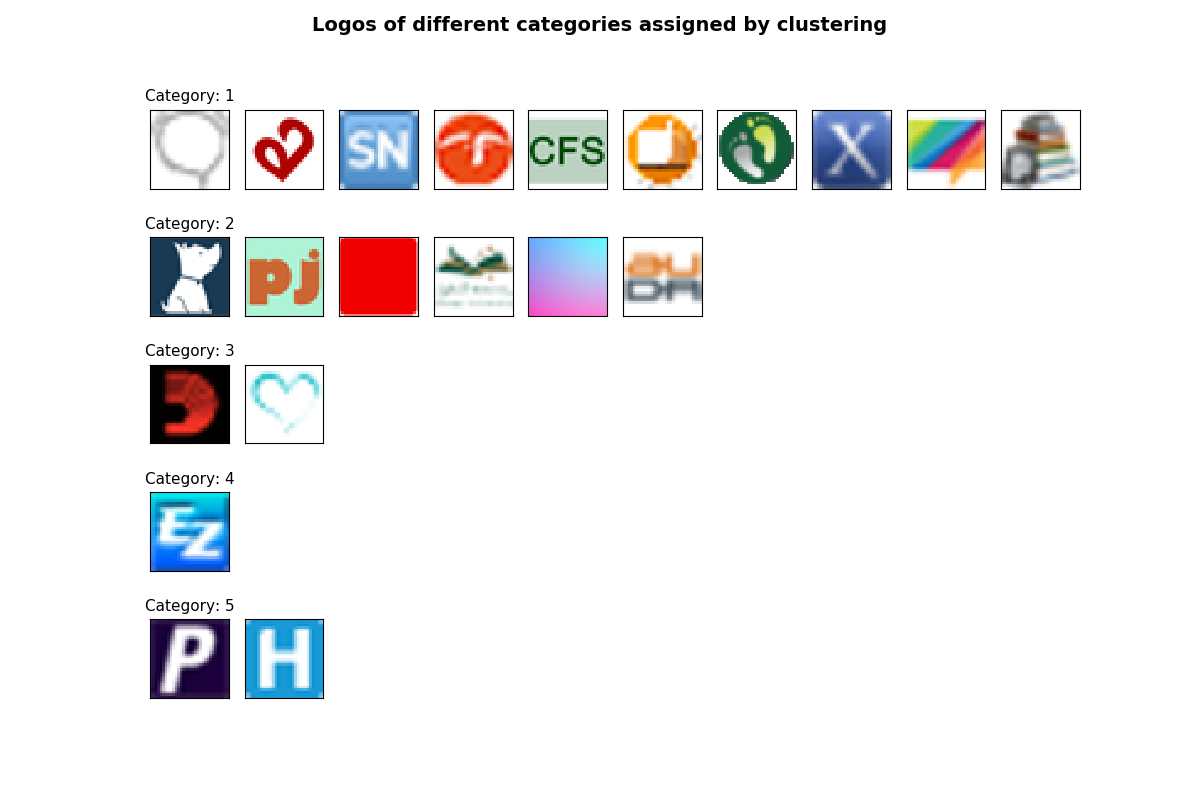 Logos of different categories assigned by clustering
Category: 1
SN
CFS
X
Category: 2
pj
AUDA
Category: 3
Category: 4
EZ
Category: 5
P
H